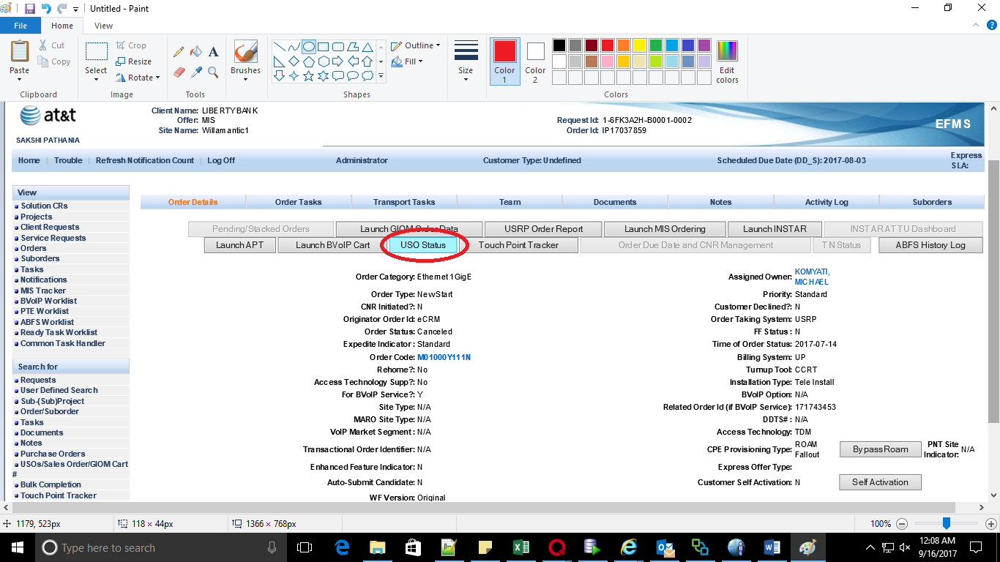 Untitled - Paint
File Home View
Paste
Cut
Copy
Clipboard
Select
Crop
Resize
Rotate
Image
A
Tools
Brushes
Shapes
Outline
Fill
Size
Color
1
Color
2
Edit
colors
Colors
at&t
SAKSHI PATHANIA
Client Name: LIBERTY BANK
Offer: MIS
Site Name: Willamantic1
Request Id: 1-6FK3A2H-B0001-0002
Order Id: IP17037859
EFMS
Home | Trouble | Refresh Notification Count | Log Off
Administrator
Customer Type: Undefined
Scheduled Due Date (DD_S): 2017-08-03
Express
SLA:
View
Solution CRs
Projects
Client Requests
Service Requests
Orders
Suborders
Tasks
Notifications
MIS Tracker
BVoIP Worklist
PTE Worklist
ABFS Worklist
Ready Task Worklist
Common Task Handler
Search for
Requests
User Defined Search
Sub-(Sub)Project
Order/Suborder
Tasks
Documents
Notes
Purchase Orders
USOs/Sales Order/GIOM Cart
#
Bulk Completion
Touch Point Tracker
Order Details Order Tasks Transport Tasks Team Documents Notes Activity Log Suborders
Pending/Stacked Orders Launch GIOM Order Data USRP Order Report Launch MIS Ordering Launch INSTAR INSTAR ATTU Dashboard
Launch APT Launch BVoIP Cart USO Status Touch Point Tracker Order Due Date and CNR Management TN Status ABFS History Log
Order Category: Ethernet 1GigE
Order Type: NewStart
CNR Initiated?: N
Originator Order Id: eCRM
Order Status: Canceled
Expedite Indicator : Standard
Order Code: M01000Y111N
Rehome?: No
Access Technology Supp?: No
For BVoIP Service?: Y
Site Type: N/A
MARO Site Type: N/A
VoIP Market Segment : N/A
Transactional Order Identifier: N/A
Enhanced Feature Indicator: N
Auto-Submit Candidate: N
WF Version: Original
Assigned Owner: KOMYATI,
MICHAEL
Priority: Standard
Customer Declined?: N
Order Taking System: USRP
FF Status : N
Time of Order Status: 2017-07-14
Billing System: UP
Turnup Tool: CCRT
Installation Type: Tele Install
BVoIP Option: N/A
Related Order Id (if BVoIP Service): 171743453
DDTS# : N/A
Access Technology: TDM
CPE Provisioning Type: ROAM
Fallout
Bypass Roam
PNT Site
Indicator: N/A
Express Offer Type:
Customer Self Activation: N
Self Activation
1179, 523px
118 × 44px
1366 × 768px
100%
Type here to search
12:08 AM
9/16/2017